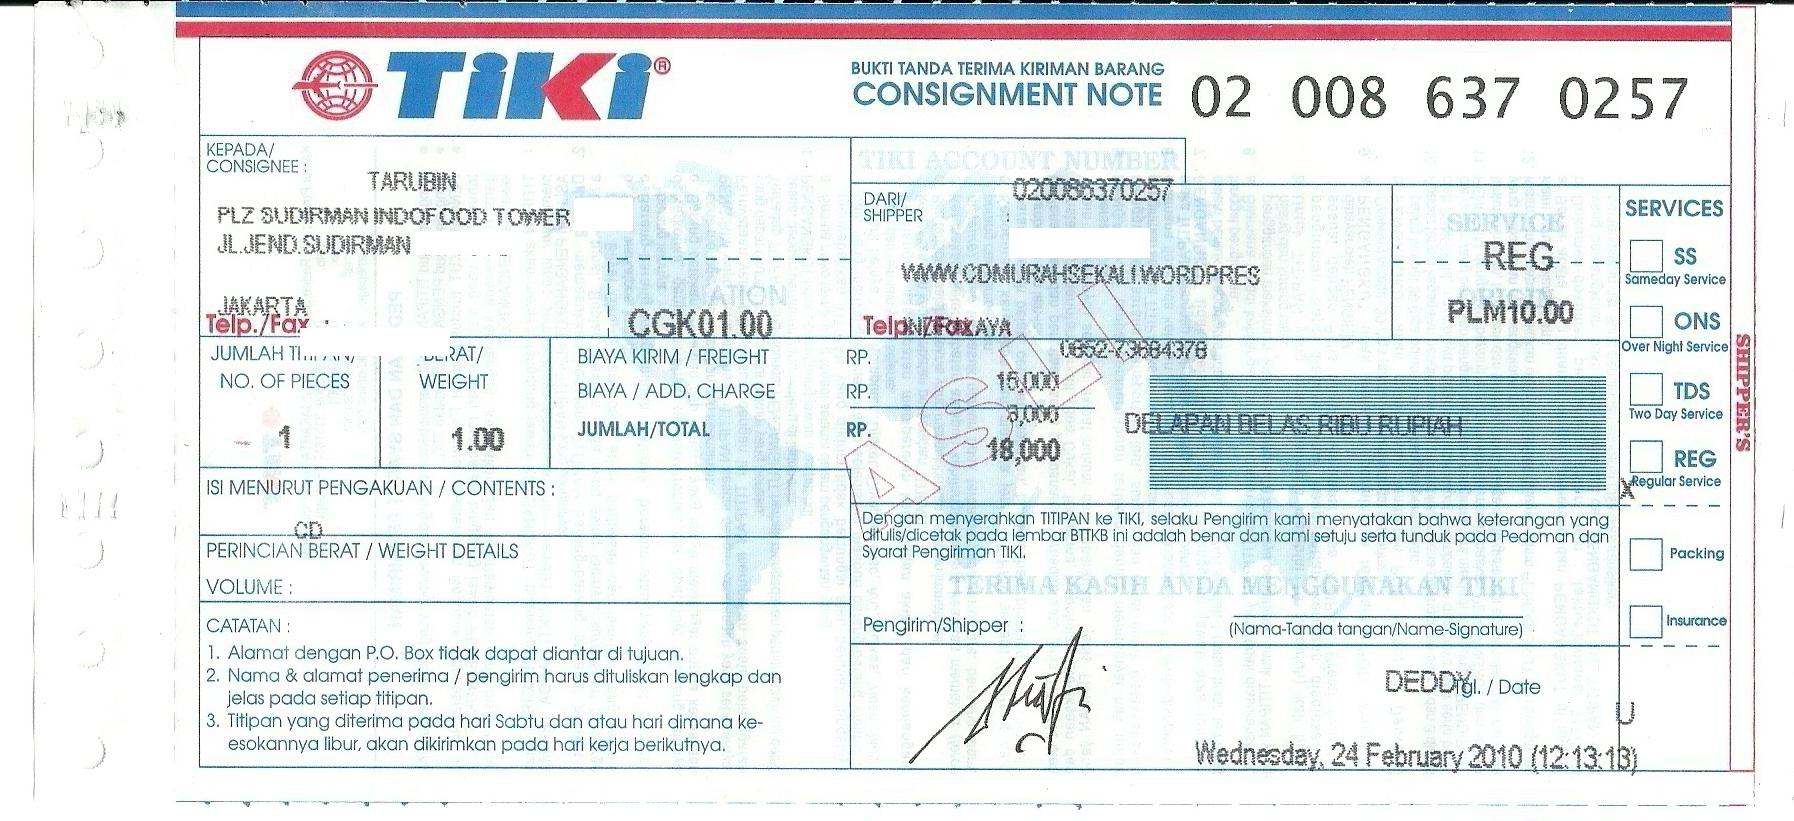 TiKi®
BUKTI TANDA TERIMA KIRIMAN BARANG
CONSIGNMENT NOTE
02 008 637 0257
KEPADA/
CONSIGNEE :
TARUBIN
PLZ SUDIRMAN INDOFOOD TOWER
JL.JEND.SUDIRMAN
JAKARTA
Telp./Fax
CGK01.00
TIKI ACCOUNT NUMBER
020086370257
DARI/
SHIPPER :
WWW.CDMURAHSEKALI.WORDPRES
Telp./Fax
0852-73884378
SERVICE
REG
ORIGIN
PLM10.00
SERVICES
SS
Sameday Service
ONS
Over Night Service
TDS
Two Day Service
REG
Regular Service
X
Packing
Insurance
SHIPPER'S
NO. OF PIECES
1
BERAT/
WEIGHT
1.00
BIAYA KIRIM / FREIGHT RP. 15,000
BIAYA / ADD. CHARGE RP. 3,000
JUMLAH/TOTAL RP. 18,000
DELAPAN BELAS RIBU RUPIAH
ASLI
ISI MENURUT PENGAKUAN / CONTENTS :
CD
PERINCIAN BERAT / WEIGHT DETAILS
VOLUME :
CATATAN :
1. Alamat dengan P.O. Box tidak dapat diantar di tujuan.
2. Nama & alamat penerima / pengirim harus dituliskan lengkap dan
jelas pada setiap titipan.
3. Titipan yang diterima pada hari Sabtu dan atau hari dimana ke-
esokannya libur, akan dikirimkan pada hari kerja berikutnya.
Dengan menyerahkan TITIPAN ke TIKI, selaku Pengirim kami menyatakan bahwa keterangan yang
ditulis/dicetak pada lembar BTTKB ini adalah benar dan kami setuju serta tunduk pada Pedoman dan
Syarat Pengiriman TIKI.
TERIMA KASIH ANDA MENGGUNAKAN TIKI
Pengirim/Shipper :
(Nama-Tanda tangan/Name-Signature)
DEDDY
Tgl. / Date
U
Wednesday, 24 February 2010 (12:13:13)